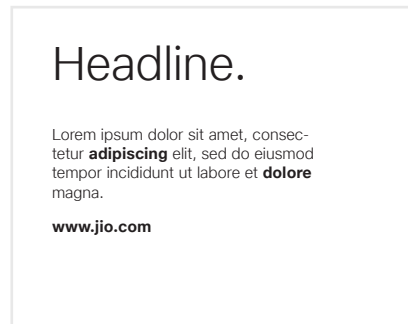 Headline.
Lorem ipsum dolor sit amet, consec-
tetur adipiscing elit, sed do eiusmod
tempor incididunt ut labore et dolore
magna.
www.jio.com